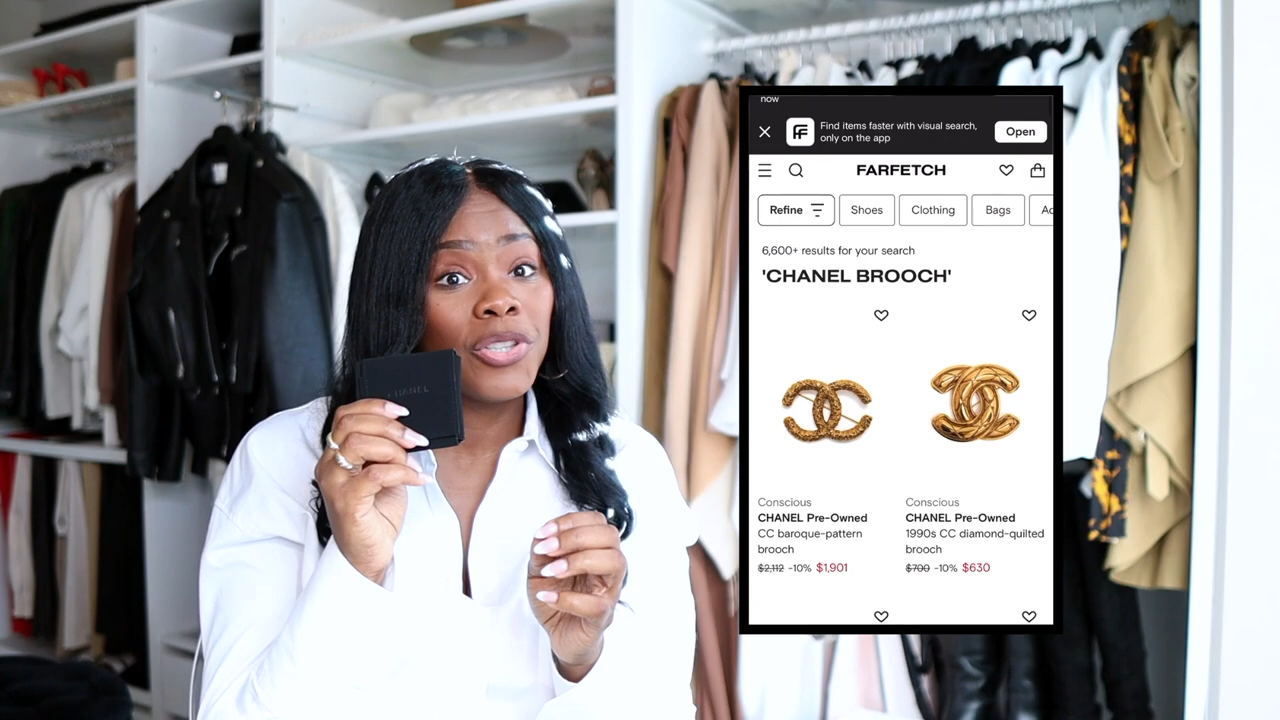 CHANEL
now
Find items faster with visual search,
only on the app
Open
FARFETCH
Refine
Shoes
Clothing
Bags
Ac
6,600+ results for your search
'CHANEL BROOCH'
Conscious
CHANEL Pre-Owned
CC baroque-pattern
brooch
$2,112 -10% $1,901
Conscious
CHANEL Pre-Owned
1990s CC diamond-quilted
brooch
$700 -10% $630